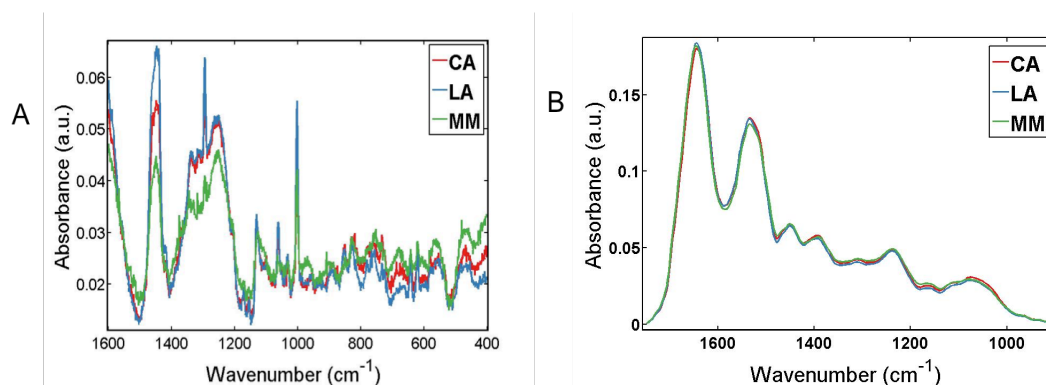 A
Absorbance (a.u.)
0.06
0.05
0.04
0.03
0.02
CA
LA
MM
1600 1400 1200 1000 800 600 400
Wavenumber (cm-1)
B
Absorbance (a.u.)
0.15
0.1
0.05
0
CA
LA
MM
1600 1400 1200 1000
Wavenumber (cm-1)